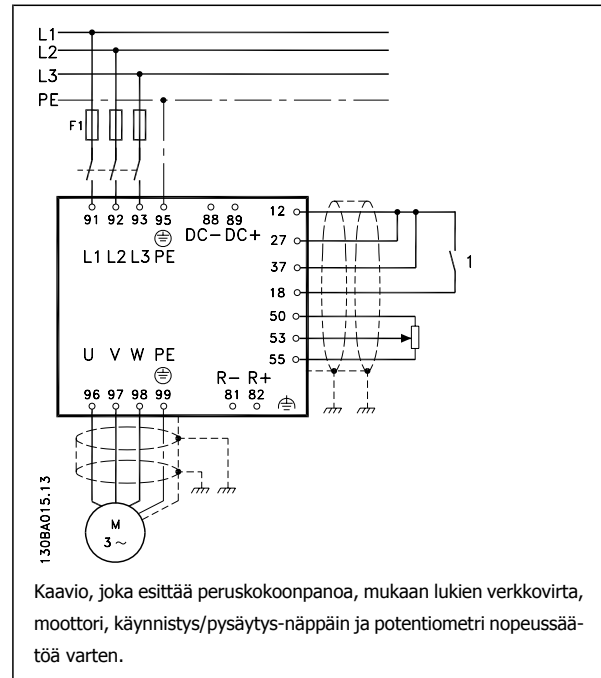 L1
L2
L3
PE
F1
91 92 93 95 88 89 12
DC- DC+
27
L1 L2 L3 PE
37
1
18
50
53
U V W PE
55
R- R+
96 97 98 99 81 82
M
3 ~
130BA015.13
Kaavio, joka esittää peruskokoonpanoa, mukaan lukien verkkovirta,
moottori, käynnistys/pysäytys-näppäin ja potentiometri nopeussää-
töä varten.